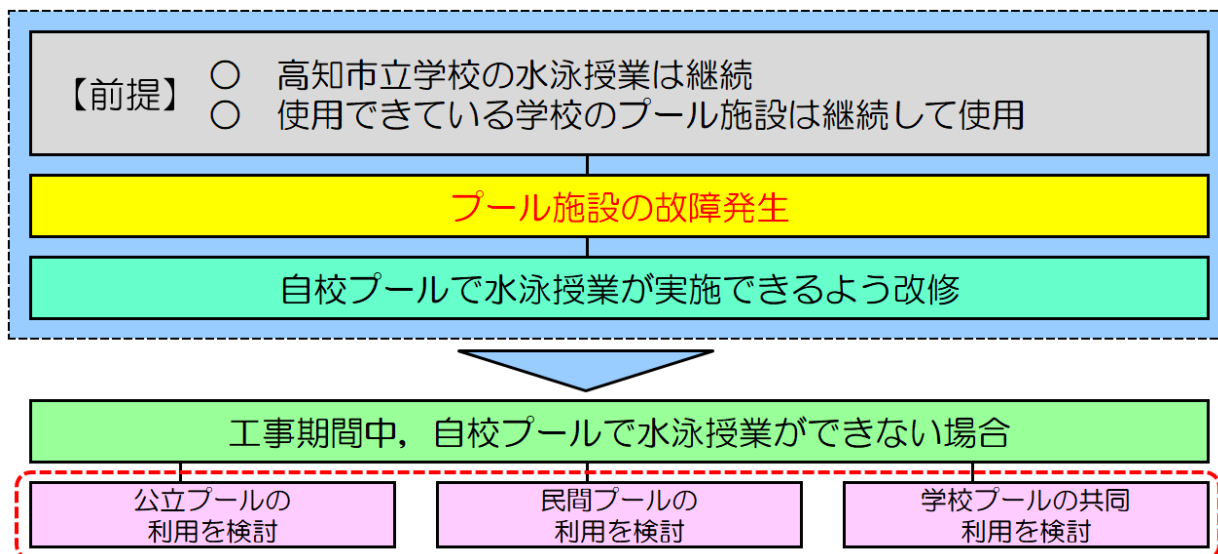 【前提】 ○ 高知市立学校の水泳授業は継続
○ 使用できている学校のプール施設は継続して使用
プール施設の故障発生
自校プールで水泳授業が実施できるよう改修
工事期間中，自校プールで水泳授業ができない場合
公立プールの
利用を検討
民間プールの
利用を検討
学校プールの共同
利用を検討